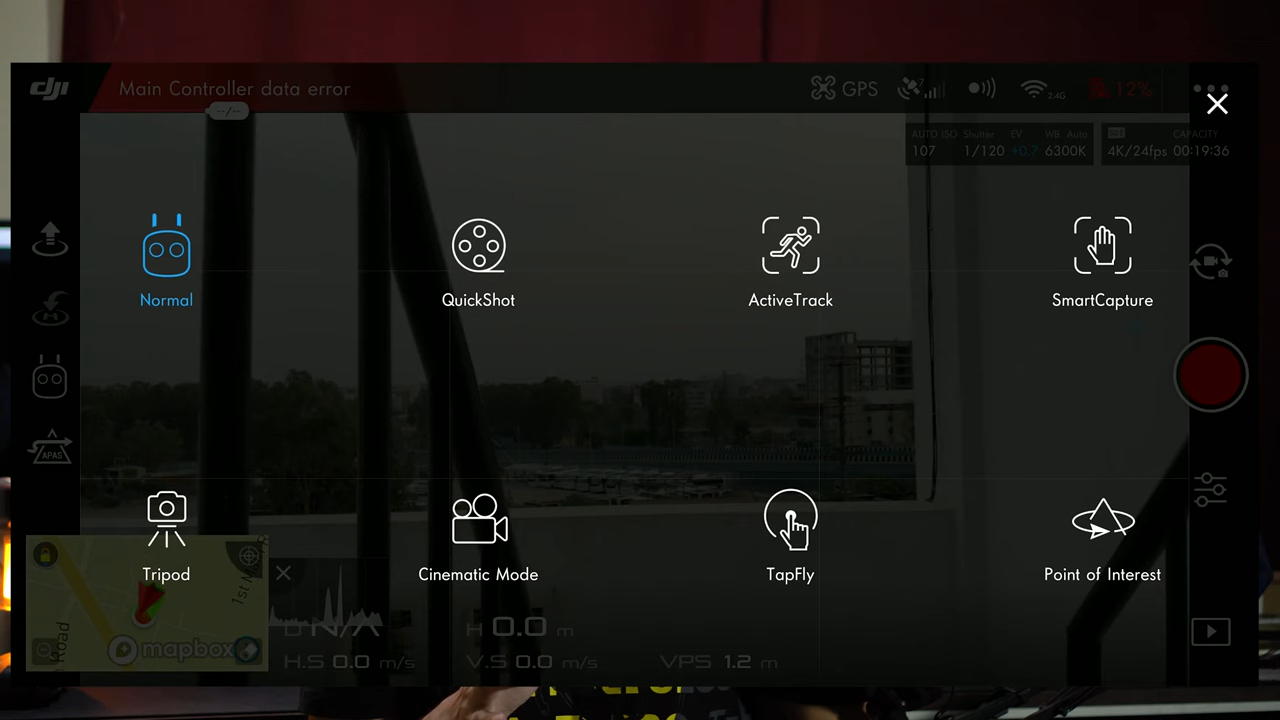 dji
Main Controller data error
GPS
7
2.4G
12%
--/--
AUTO ISO Shutter EV WB Auto
107 1/120 +0.7 6300K
CAPACITY
4K/24fps 00:19:36
Normal
QuickShot
ActiveTrack
SmartCapture
APAS
Tripod
Cinematic Mode
TapFly
Point of Interest
Road
mapbox
D N/A
H 0.0 m
H.S 0.0 m/s
V.S 0.0 m/s
VPS 1.2 m